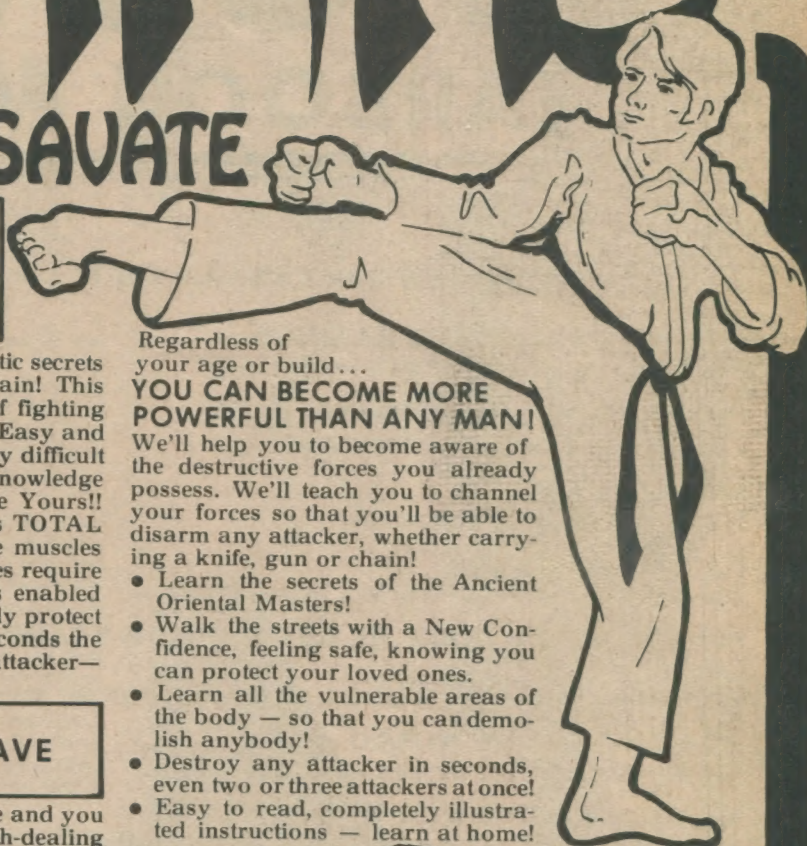 SAVATE
tic secrets
ain! This
f fighting
Easy and
y difficult
nowledge
e Yours!!
s TOTAL
e muscles
es require
s enabled
ly protect
conds the
ttacker—
AVE
e and you
h-dealing
Regardless of
your age or build...
YOU CAN BECOME MORE
POWERFUL THAN ANY MAN!
We'll help you to become aware of
the destructive forces you already
possess. We'll teach you to channel
your forces so that you'll be able to
disarm any attacker, whether carry-
ing a knife, gun or chain!
• Learn the secrets of the Ancient
Oriental Masters!
• Walk the streets with a New Con-
fidence, feeling safe, knowing you
can protect your loved ones.
• Learn all the vulnerable areas of
the body — so that you can demo-
lish anybody!
• Destroy any attacker in seconds,
even two or three attackers at once!
• Easy to read, completely illustra-
ted instructions — learn at home!